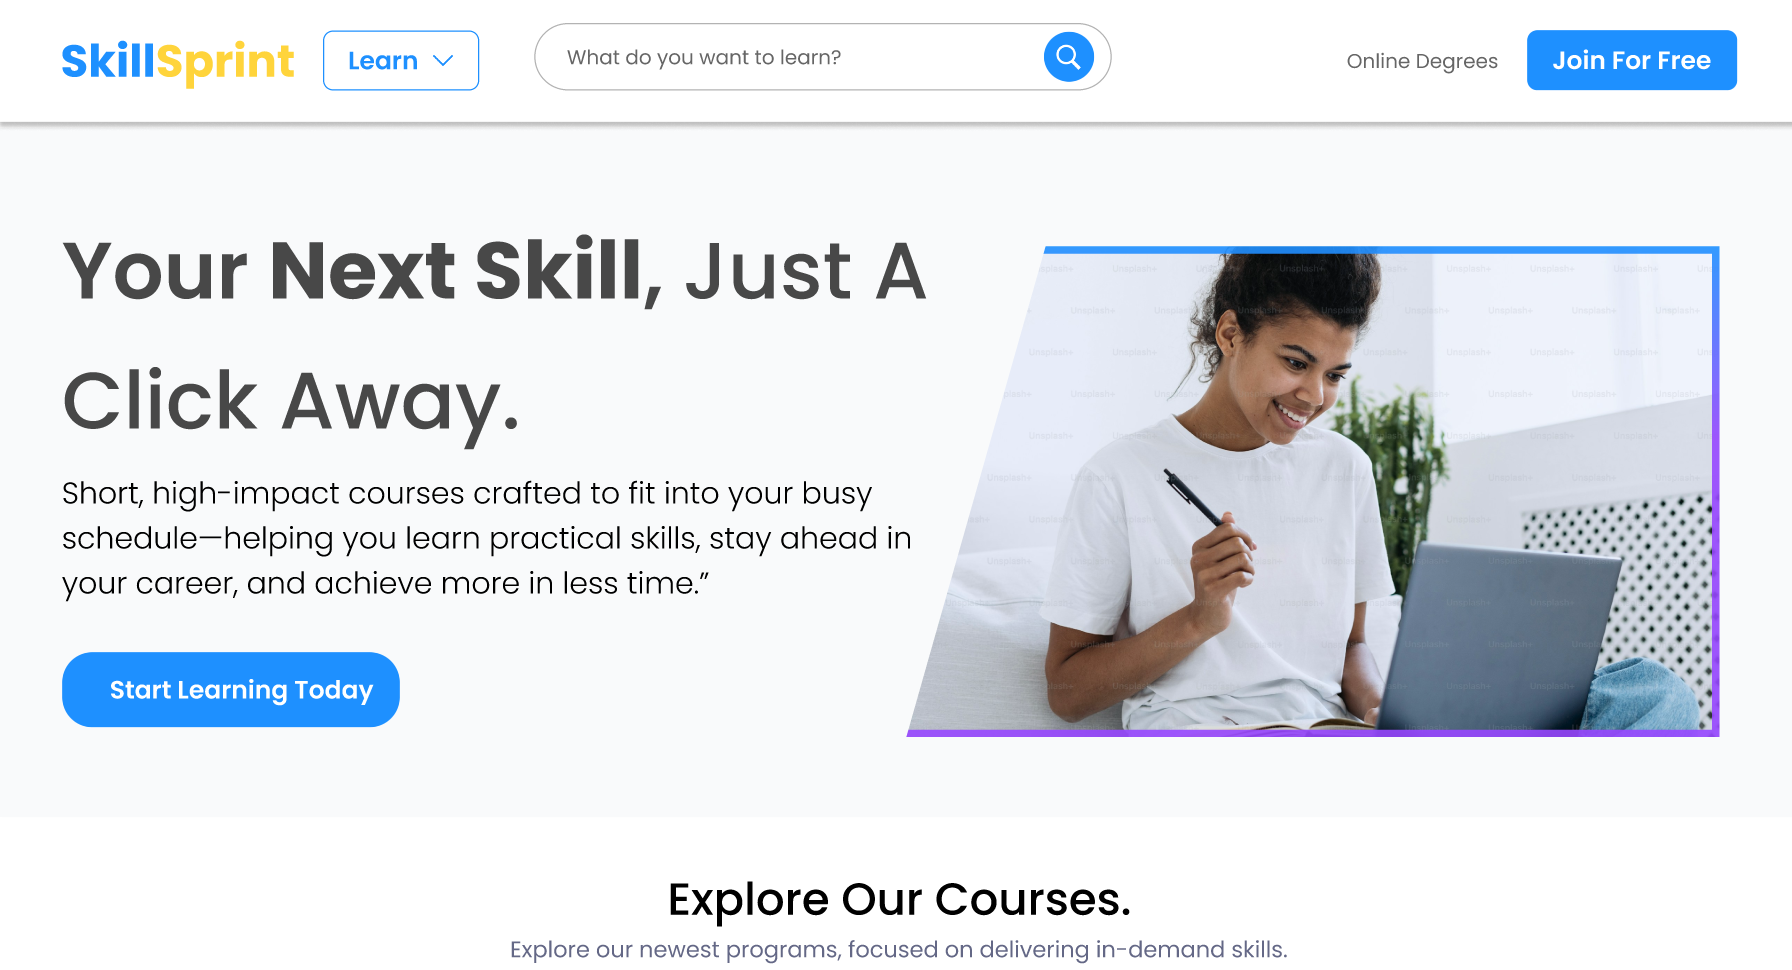 SkillSprint
Learn
What do you want to learn?
Online Degrees
Join For Free
Your Next Skill, Just A
Click Away.
Short, high-impact courses crafted to fit into your busy
schedule—helping you learn practical skills, stay ahead in
your career, and achieve more in less time.”
Start Learning Today
Unsplash+
Explore Our Courses.
Explore our newest programs, focused on delivering in-demand skills.